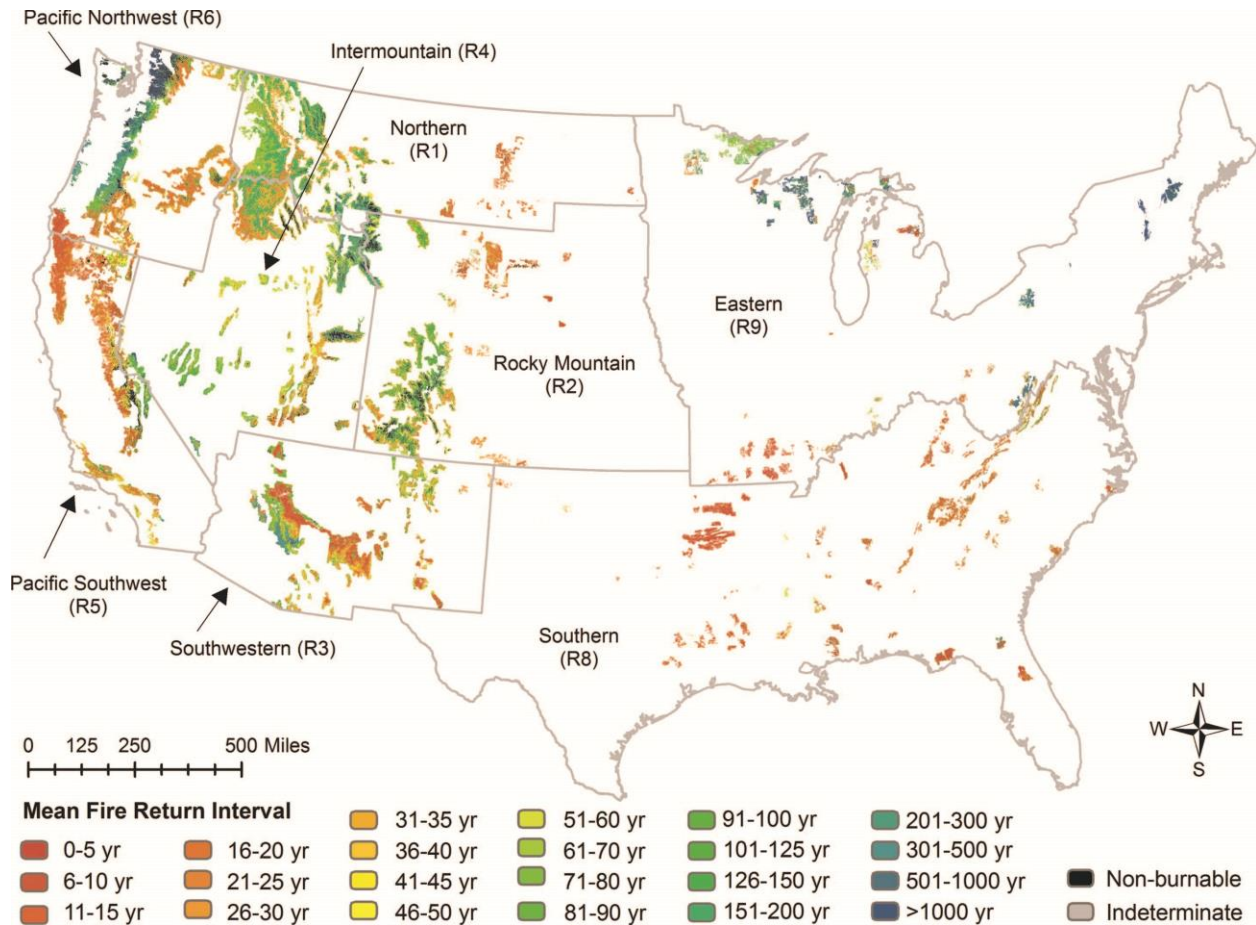 Pacific Northwest (R6)
Intermountain (R4)
Northern
(R1)
Eastern
(R9)
Rocky Mountain
(R2)
Pacific Southwest
(R5)
Southwestern (R3)
Southern
(R8)
N
W E
S
0 125 250 500 Miles
Mean Fire Return Interval
0-5 yr
6-10 yr
11-15 yr
16-20 yr
21-25 yr
26-30 yr
31-35 yr
36-40 yr
41-45 yr
46-50 yr
51-60 yr
61-70 yr
71-80 yr
81-90 yr
91-100 yr
101-125 yr
126-150 yr
151-200 yr
201-300 yr
301-500 yr
501-1000 yr
>1000 yr
Non-burnable
Indeterminate